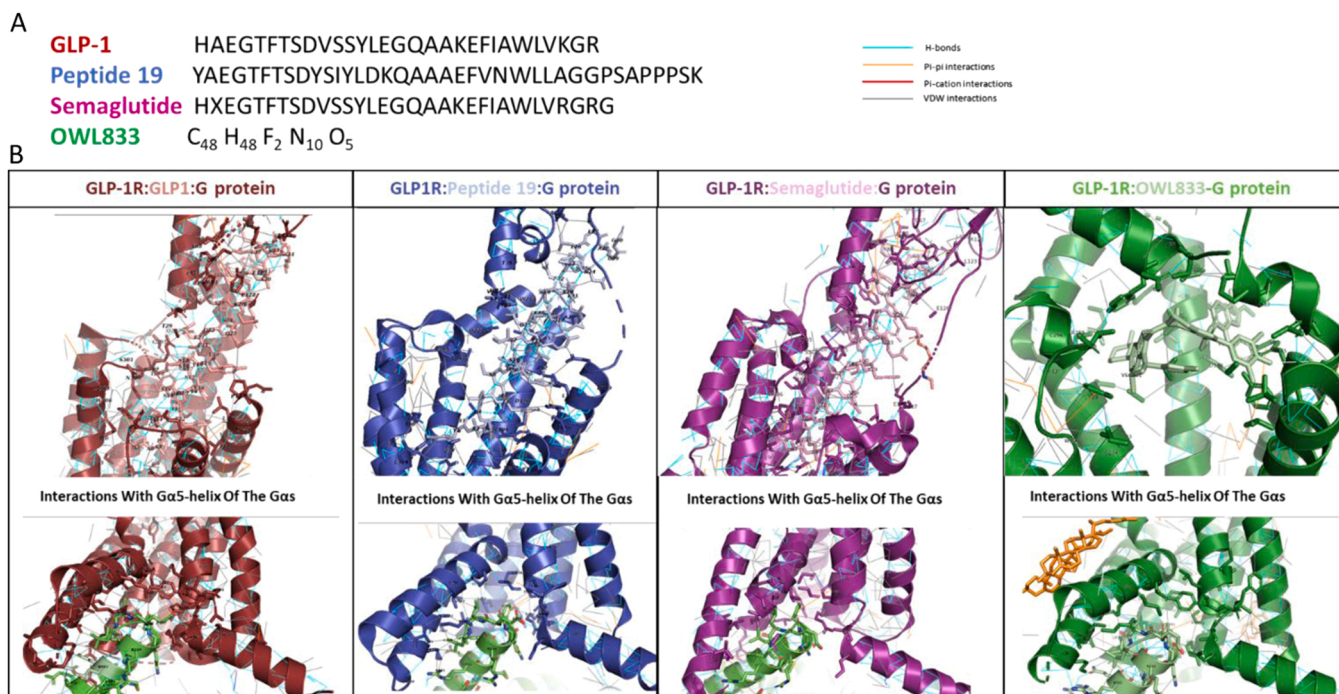 A
GLP-1 HAEGTFTSDVSSYLEGQAAKEFIAWLVKGR
Peptide 19 YAEGTFTSDYSIYLDKQAAAEFVNWLLAGGPSAPPPSK
Semaglutide HXEGTFTSDVSSYLEGQAAKEFIAWLVRGRG
OWL833 C48 H48 F2 N10 O5
H-bonds
Pi-pi interactions
Pi-cation interactions
VDW interactions
B
GLP-1R:GLP1:G protein
GLP1R:Peptide 19:G protein
GLP-1R:Semaglutide:G protein
GLP-1R:OWL833-G protein
Interactions With Gα5-helix Of The Gαs
Interactions With Gα5-helix Of The Gαs
Interactions With Gα5-helix Of The Gαs
Interactions With Gα5-helix Of The Gαs